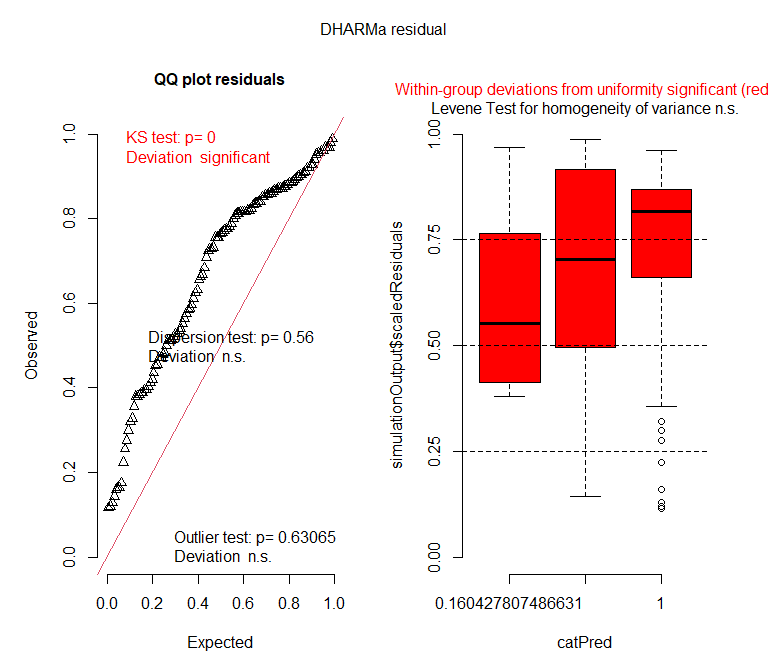 DHARMa residual
QQ plot residuals
KS test: p= 0
Deviation  significant
Dispersion test: p= 0.56
Deviation  n.s.
Outlier test: p= 0.63065
Deviation  n.s.
Observed
0.0 0.2 0.4 0.6 0.8 1.0
0.0 0.2 0.4 0.6 0.8 1.0
Expected
Within-group deviations from uniformity significant (red
Levene Test for homogeneity of variance n.s.
simulationOutput$scaledResiduals
0.00 0.25 0.50 0.75 1.00
0.160427807486631 1
catPred